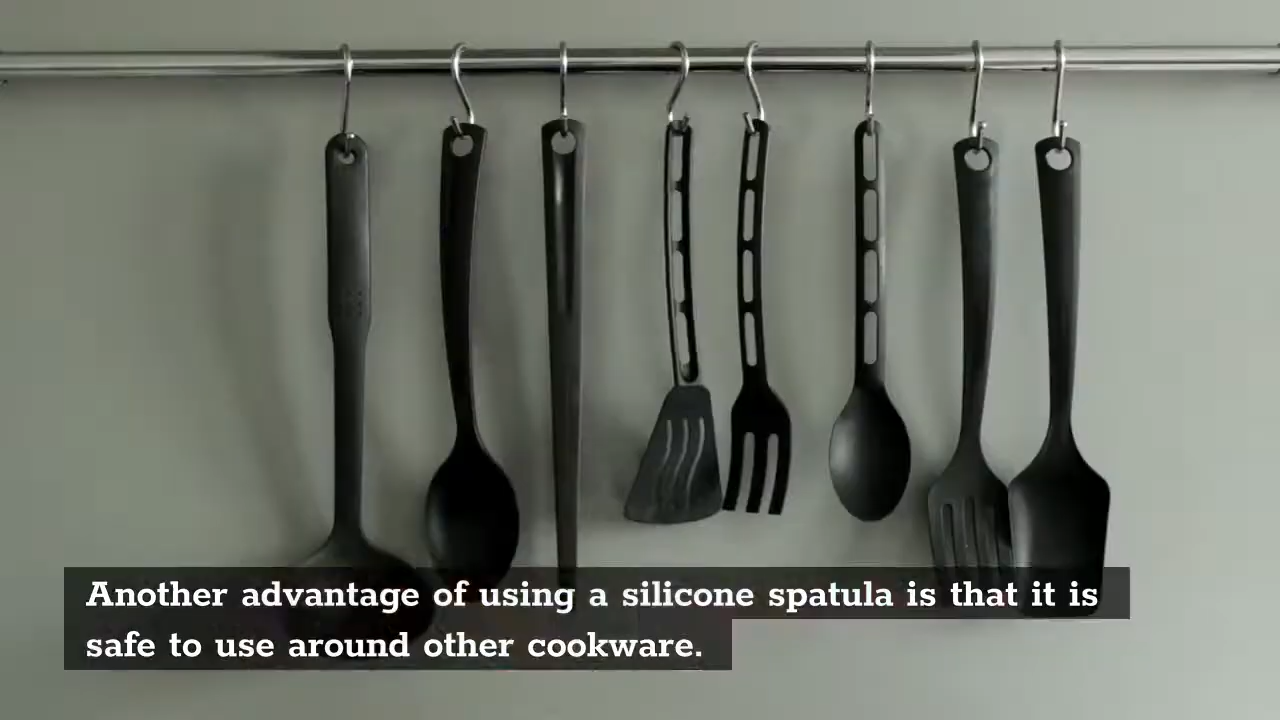 Another advantage of using a silicone spatula is that it is
safe to use around other cookware.